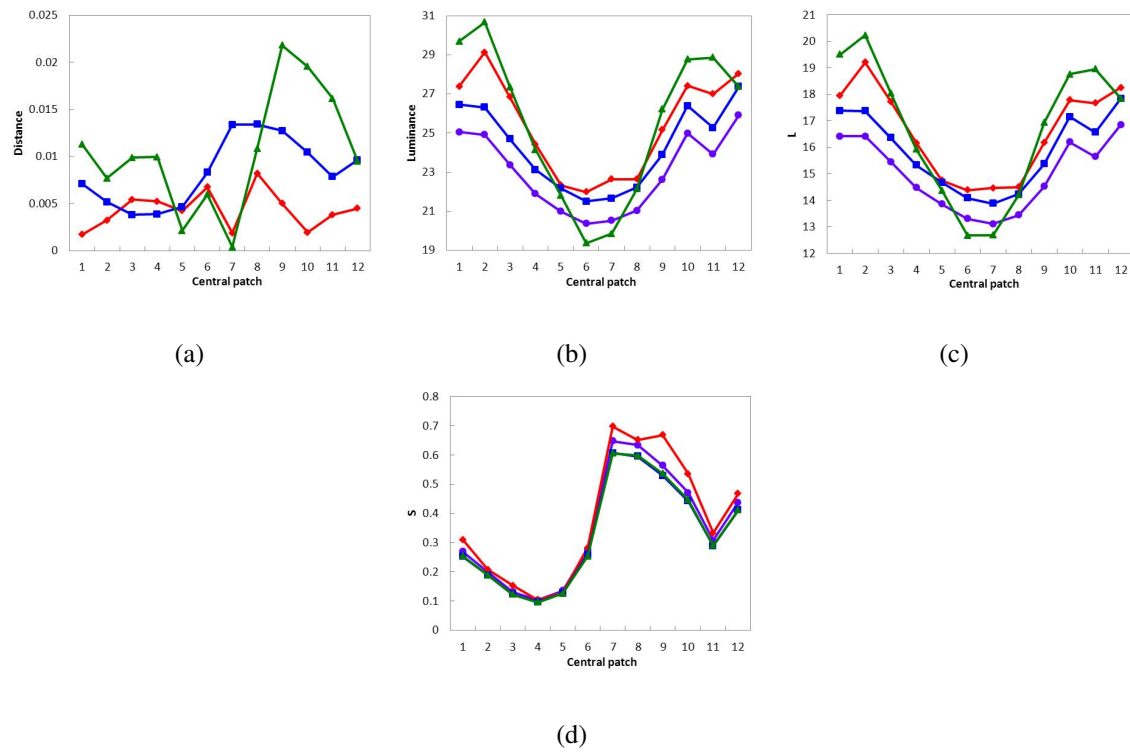 0.025
0.02
0.015
0.01
0.005
0
Distance
1 2 3 4 5 6 7 8 9 10 11 12
Central patch
(a)
31
29
27
25
23
21
19
Luminance
1 2 3 4 5 6 7 8 9 10 11 12
Central patch
(b)
21
20
19
18
17
16
15
14
13
12
L
1 2 3 4 5 6 7 8 9 10 11 12
Central patch
(c)
0.8
0.7
0.6
0.5
0.4
0.3
0.2
0.1
0
S
1 2 3 4 5 6 7 8 9 10 11 12
Central patch
(d)